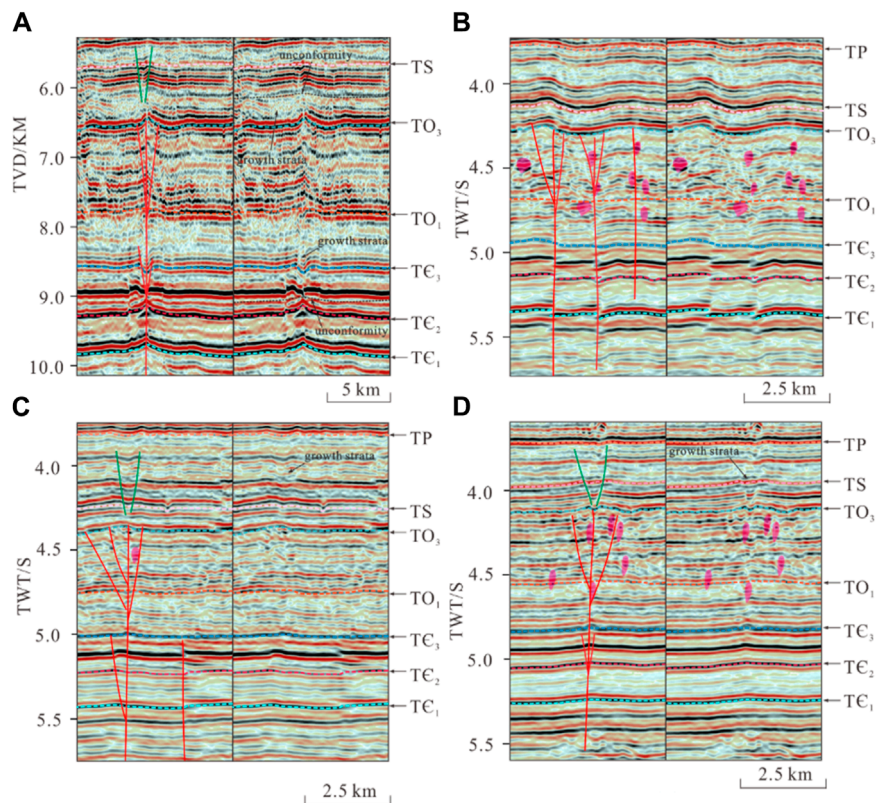 A
unconformity
TS
6.0
TO₃
7.0
growth strata
TVD/KM
TO₁
8.0
growth strata
TЄ₃
9.0
TЄ₂
unconformity
TЄ₁
10.0
5 km
B
TP
4.0
TS
TO₃
4.5
TWT/S
TO₁
5.0
TЄ₃
TЄ₂
TЄ₁
5.5
2.5 km
C
TP
4.0
growth strata
TS
TO₃
4.5
TWT/S
TO₁
5.0
TЄ₃
TЄ₂
TЄ₁
5.5
2.5 km
D
TP
growth strata
TS
4.0
TO₃
4.5
TWT/S
TO₁
TЄ₃
5.0
TЄ₂
TЄ₁
5.5
2.5 km